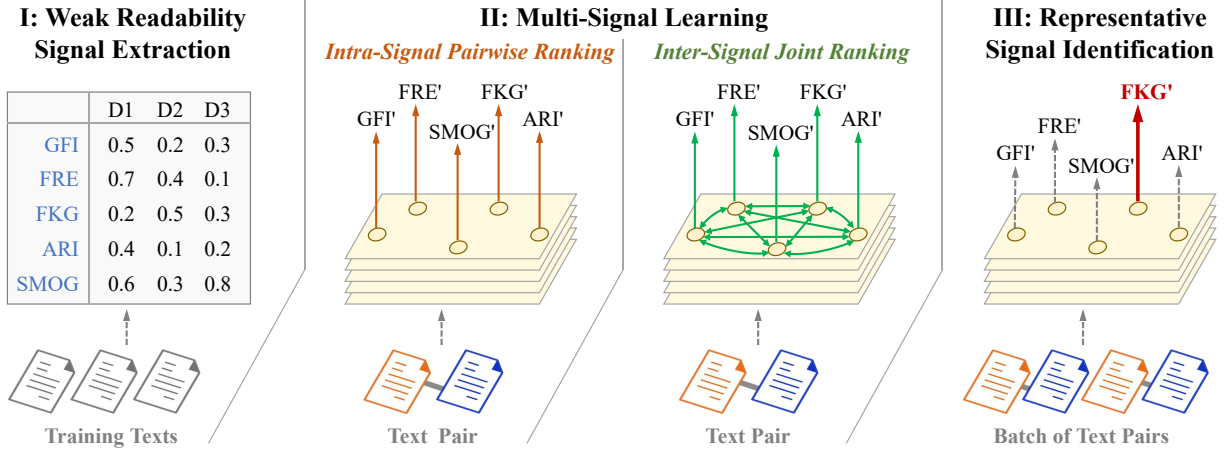 I: Weak Readability
Signal Extraction
D1 D2 D3
GFI 0.5 0.2 0.3
FRE 0.7 0.4 0.1
FKG 0.2 0.5 0.3
ARI 0.4 0.1 0.2
SMOG 0.6 0.3 0.8
Training Texts
II: Multi-Signal Learning
Intra-Signal Pairwise Ranking
FRE' FKG'
GFI' SMOG' ARI'
Text Pair
Inter-Signal Joint Ranking
FRE' FKG'
GFI' SMOG' ARI'
Text Pair
III: Representative
Signal Identification
FKG'
FRE'
GFI' SMOG' ARI'
Batch of Text Pairs